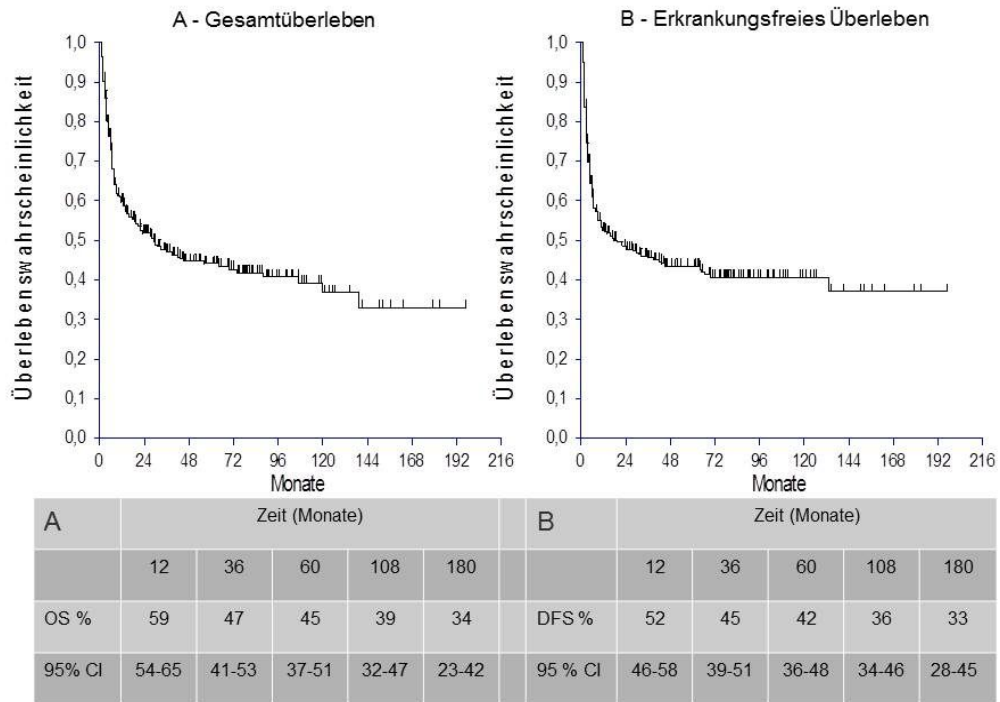 A - Gesamtüberleben
Überlebenswahrscheinlichkeit
1,0
0,9
0,8
0,7
0,6
0,5
0,4
0,3
0,2
0,1
0,0
0 24 48 72 96 120 144 168 192 216
Monate
B - Erkrankungsfreies Überleben
Überlebenswahrscheinlichkeit
1,0
0,9
0,8
0,7
0,6
0,5
0,4
0,3
0,2
0,1
0,0
0 24 48 72 96 120 144 168 192 216
Monate
A Zeit (Monate) B Zeit (Monate)
12 36 60 108 180 12 36 60 108 180
OS % 59 47 45 39 34 DFS % 52 45 42 36 33
95% CI 54-65 41-53 37-51 32-47 23-42 95 % CI 46-58 39-51 36-48 34-46 28-45